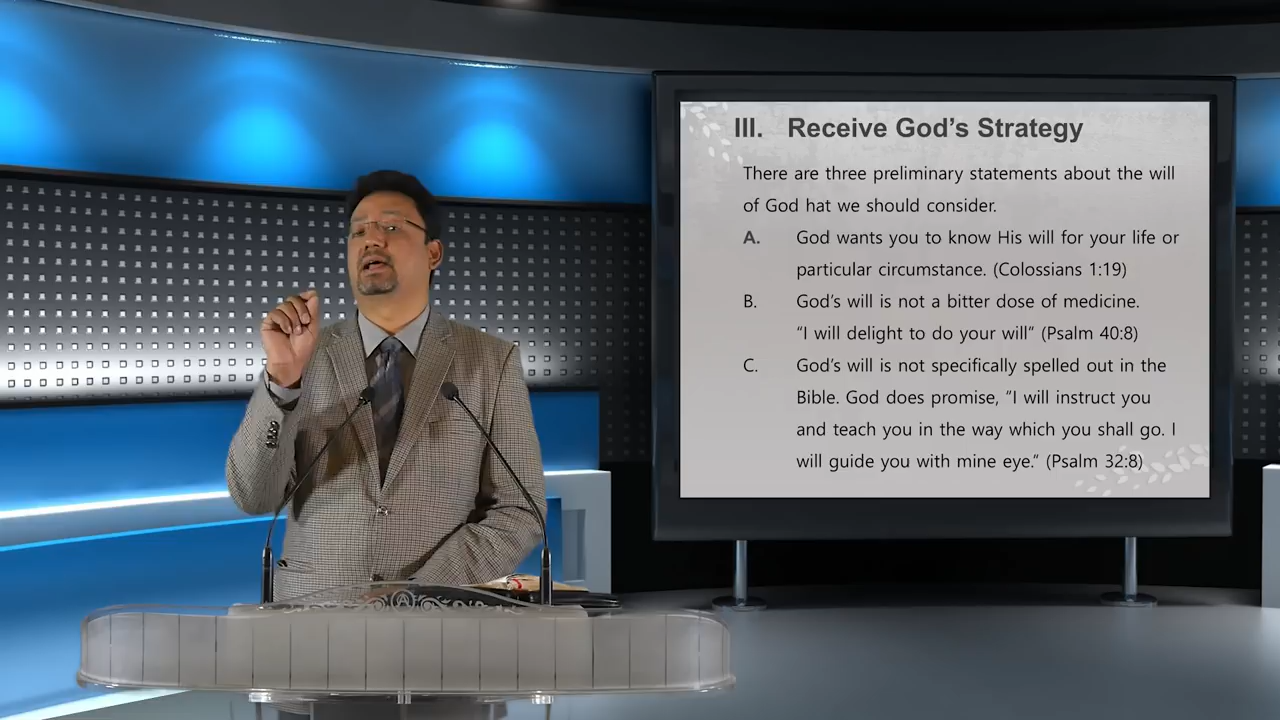 III. Receive God’s Strategy
There are three preliminary statements about the will
of God hat we should consider.
A. God wants you to know His will for your life or
particular circumstance. (Colossians 1:19)
B. God’s will is not a bitter dose of medicine.
“I will delight to do your will” (Psalm 40:8)
C. God’s will is not specifically spelled out in the
Bible. God does promise, “I will instruct you
and teach you in the way which you shall go. I
will guide you with mine eye.” (Psalm 32:8)